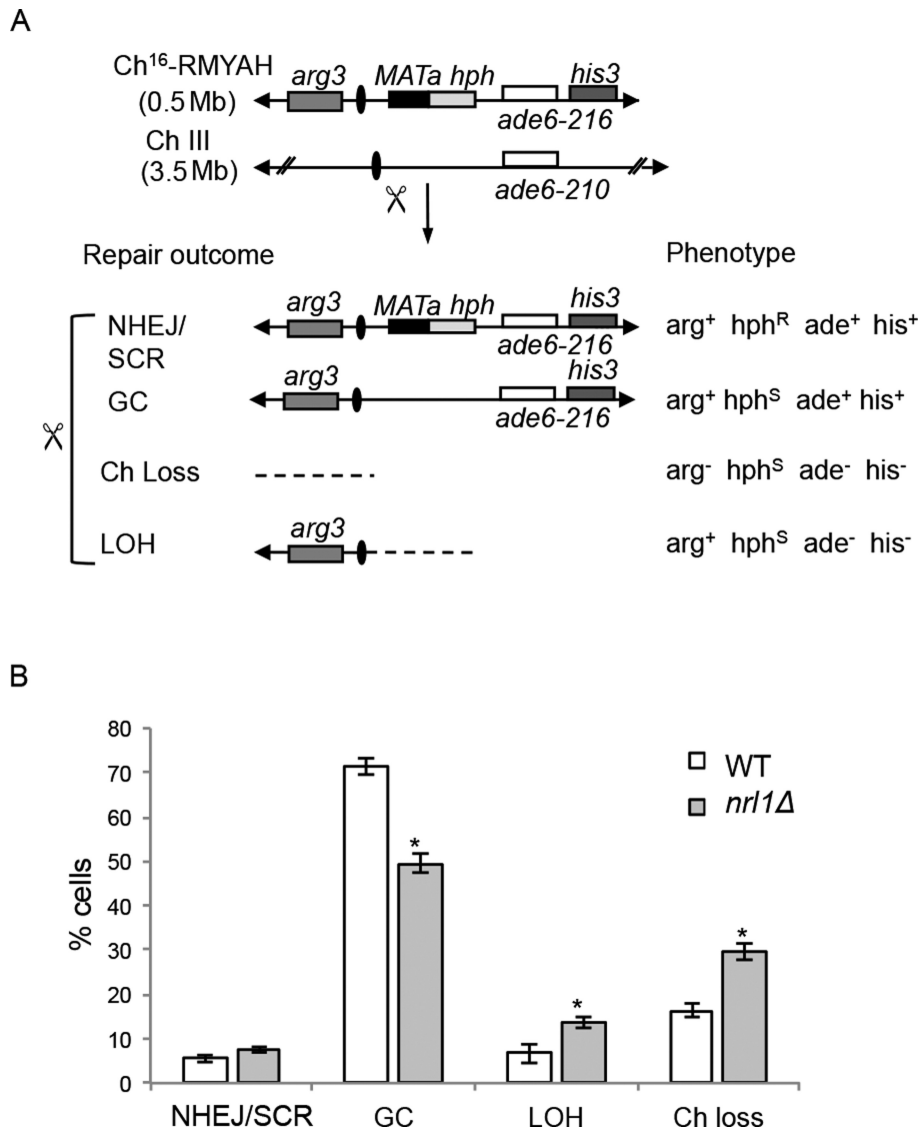 A
Ch16-RMYAH
(0.5 Mb)
arg3
MATa hph
his3
ade6-216
Ch III
(3.5 Mb)
ade6-210
Repair outcome
Phenotype
NHEJ/
SCR
arg3
MATa hph
his3
ade6-216
arg+ hphR ade+ his+
GC
arg3
his3
ade6-216
arg+ hphS ade+ his+
Ch Loss
arg- hphS ade- his-
LOH
arg3
arg+ hphS ade- his-
B
% cells
80
70
60
50
40
30
20
10
0
WT
nrl1Δ
*
*
*
NHEJ/SCR
GC
LOH
Ch loss